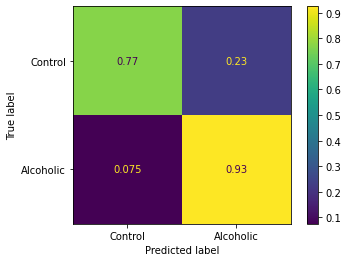 Control
0.77
0.23
True label
Alcoholic
0.075
0.93
Control
Alcoholic
Predicted label
0.9
0.8
0.7
0.6
0.5
0.4
0.3
0.2
0.1